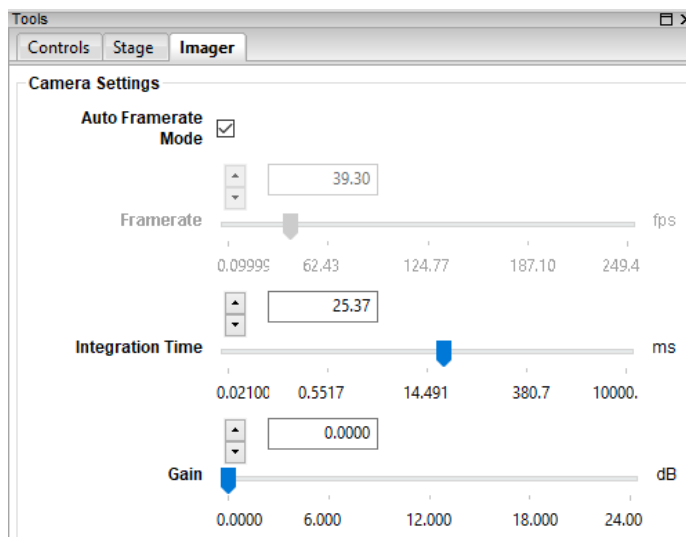 Tools
Controls Stage Imager
Camera Settings
Auto Framerate
Mode
39.30
Framerate fps
0.09999 62.43 124.77 187.10 249.4
25.37
Integration Time ms
0.02100 0.5517 14.491 380.7 10000.
0.0000
Gain dB
0.0000 6.000 12.000 18.000 24.00